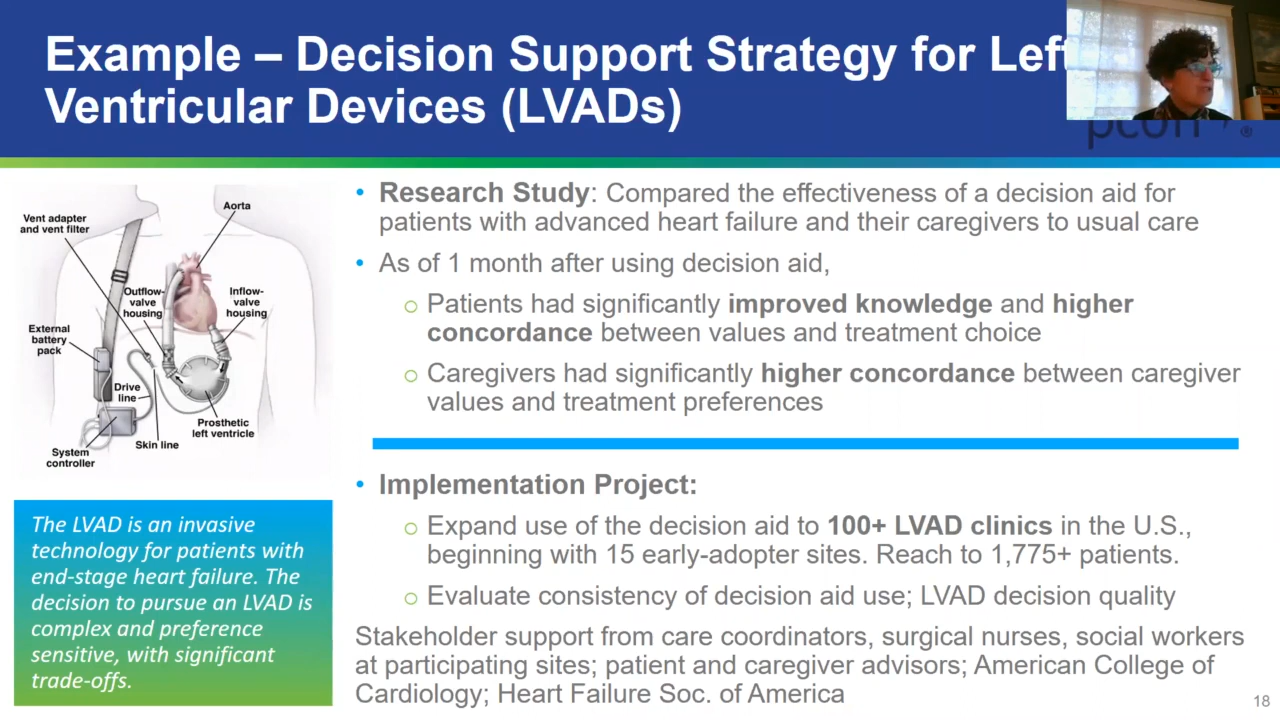 Example – Decision Support Strategy for Left
Ventricular Devices (LVADs)
Vent adapter
and vent filter
Aorta
Outflow-
valve
housing
Inflow-
valve
housing
External
battery
pack
Drive
line
Prosthetic
left ventricle
Skin line
System
controller
The LVAD is an invasive
technology for patients with
end-stage heart failure. The
decision to pursue an LVAD is
complex and preference
sensitive, with significant
trade-offs.
• Research Study: Compared the effectiveness of a decision aid for
patients with advanced heart failure and their caregivers to usual care
• As of 1 month after using decision aid,
○ Patients had significantly improved knowledge and higher
concordance between values and treatment choice
○ Caregivers had significantly higher concordance between caregiver
values and treatment preferences
• Implementation Project:
○ Expand use of the decision aid to 100+ LVAD clinics in the U.S.,
beginning with 15 early-adopter sites. Reach to 1,775+ patients.
○ Evaluate consistency of decision aid use; LVAD decision quality
Stakeholder support from care coordinators, surgical nurses, social workers
at participating sites; patient and caregiver advisors; American College of
Cardiology; Heart Failure Soc. of America
18